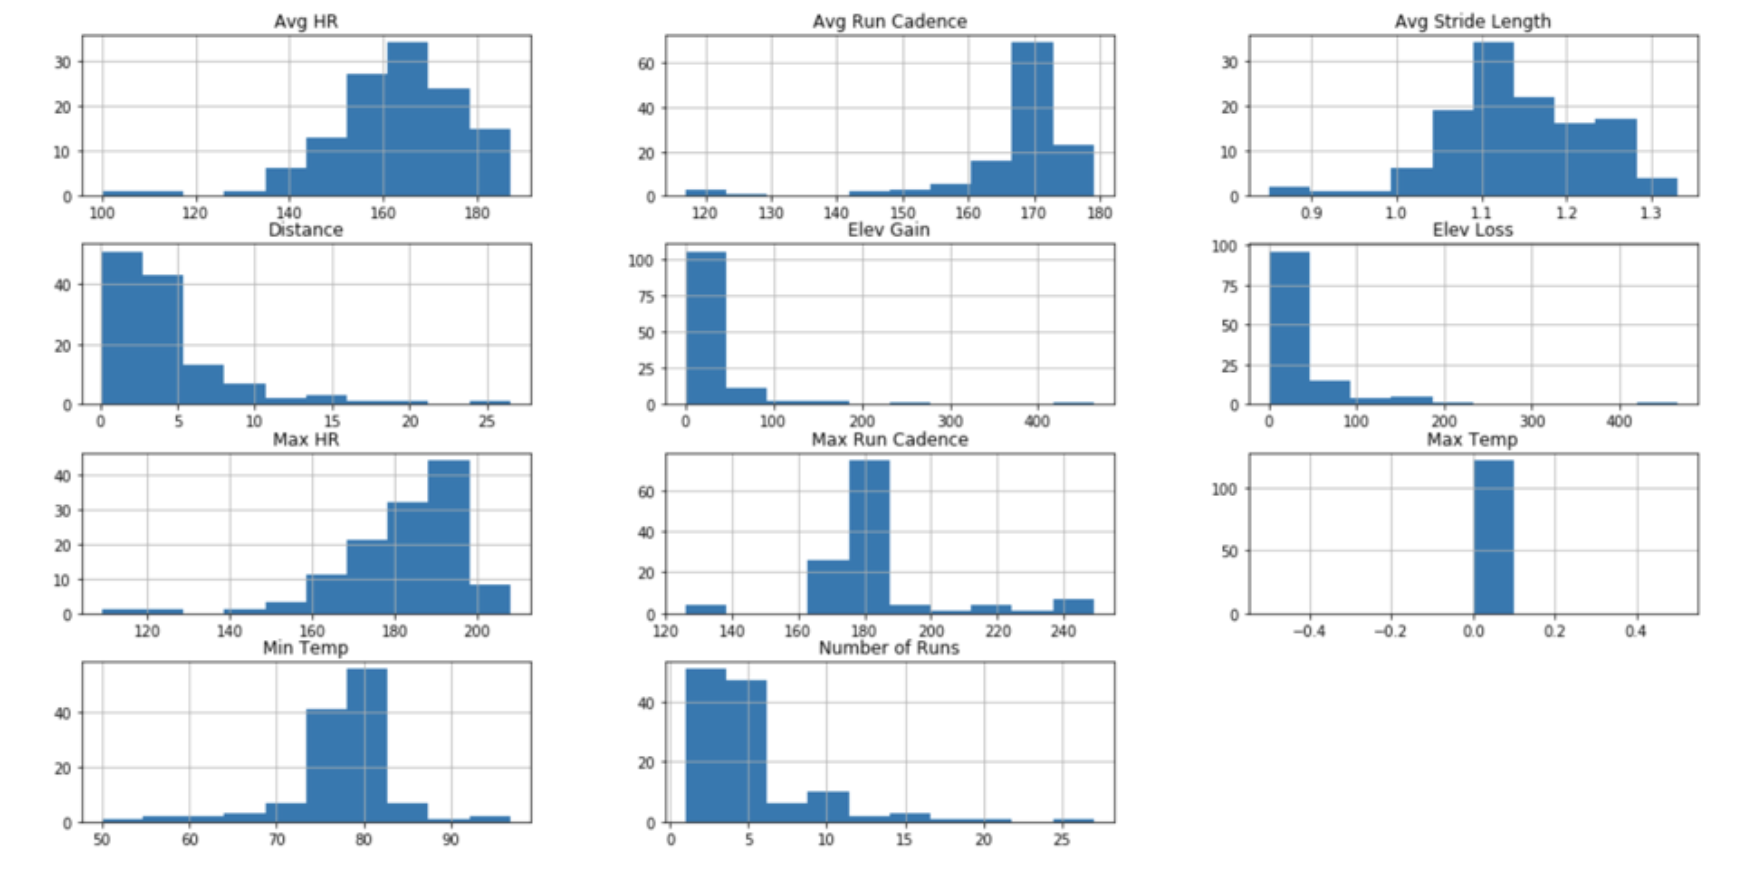 Avg HR
30
20
10
0
100 120 140 160 180
Avg Run Cadence
60
40
20
0
120 130 140 150 160 170 180
Avg Stride Length
30
20
10
0
0.9 1.0 1.1 1.2 1.3
Distance
40
20
0
0 5 10 15 20 25
Elev Gain
100
75
50
25
0
0 100 200 300 400
Elev Loss
100
75
50
25
0
0 100 200 300 400
Max HR
40
30
20
10
0
120 140 160 180 200
Max Run Cadence
60
40
20
0
120 140 160 180 200 220 240
Max Temp
100
50
0
−0.4 −0.2 0.0 0.2 0.4
Min Temp
40
20
0
50 60 70 80 90
Number of Runs
40
20
0
0 5 10 15 20 25